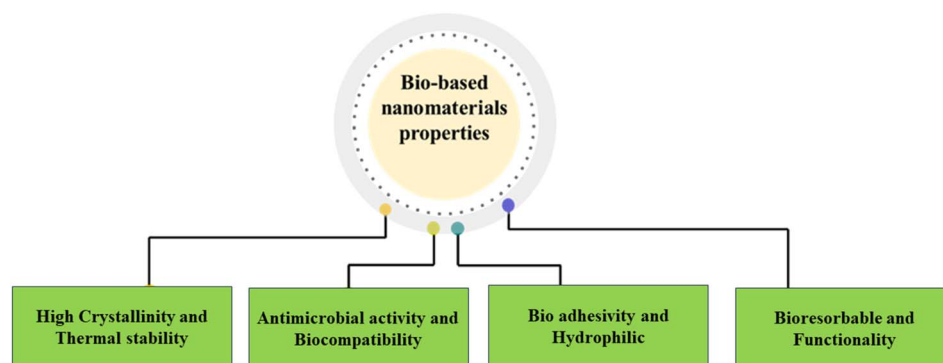 Bio-based
nanomaterials
properties
High Crystallinity and
Thermal stability
Antimicrobial activity and
Biocompatibility
Bio adhesivity and
Hydrophilic
Bioresorbable and
Functionality